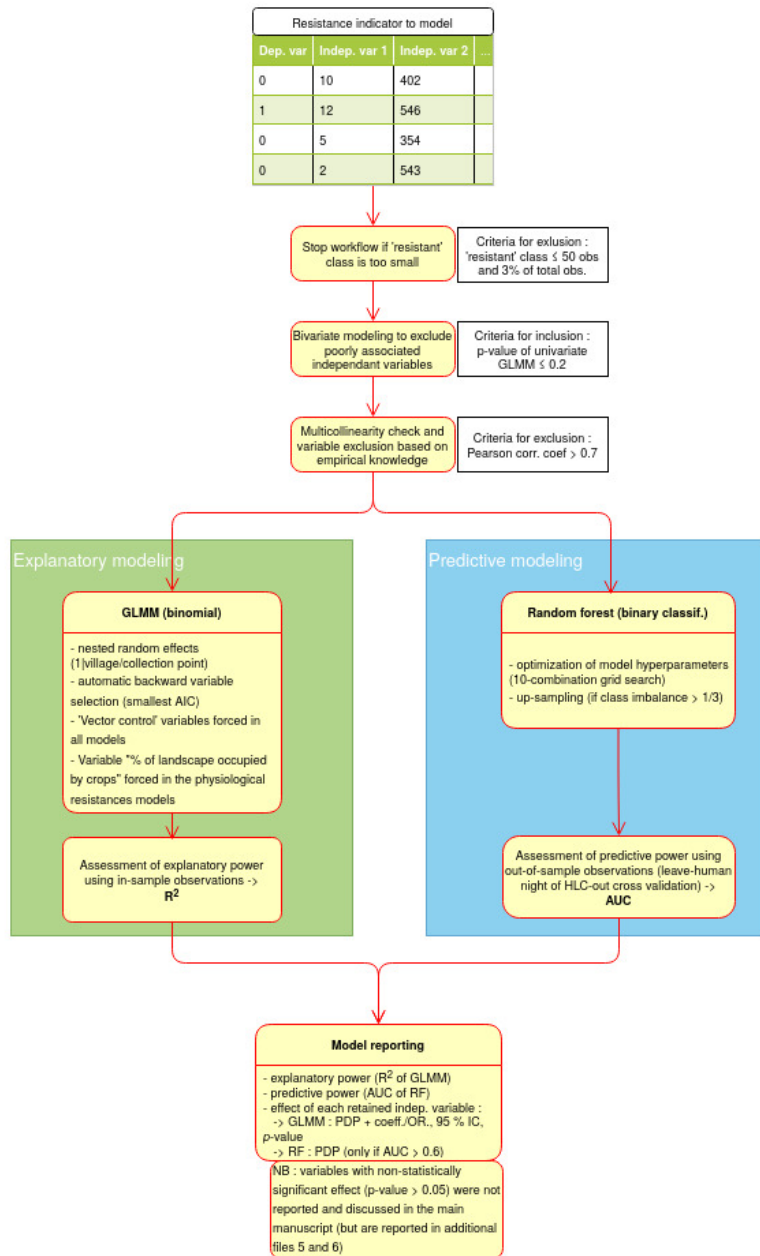 Resistance indicator to model
Dep. var Indep. var 1 Indep. var 2 ...
0 10 402
1 12 546
0 5 354
0 2 543
Stop workflow if 'resistant'
class is too small
Criteria for exlusion :
'resistant' class ≤ 50 obs
and 3% of total obs.
Bivariate modeling to exclude
poorly associated
independant variables
Criteria for inclusion :
p-value of univariate
GLMM ≤ 0.2
Multicollinearity check and
variable exclusion based on
empirical knowledge
Criteria for exclusion :
Pearson corr. coef > 0.7
Explanatory modeling
GLMM (binomial)
- nested random effects
(1|village/collection point)
- automatic backward variable
selection (smallest AIC)
- 'Vector control' variables forced in
all models
- Variable "% of landscape occupied
by crops" forced in the physiological
resistances models
Assessment of explanatory power
using in-sample observations ->
R²
Predictive modeling
Random forest (binary classif.)
- optimization of model hyperparameters
(10-combination grid search)
- up-sampling (if class imbalance > 1/3)
Assessment of predictive power using
out-of-sample observations (leave-human
night of HLC-out cross validation) ->
AUC
Model reporting
- explanatory power (R² of GLMM)
- predictive power (AUC of RF)
- effect of each retained indep. variable :
-> GLMM : PDP + coeff./OR., 95 % IC,
p-value
-> RF : PDP (only if AUC > 0.6)
NB : variables with non-statistically
significant effect (p-value > 0.05) were not
reported and discussed in the main
manuscript (but are reported in additional
files 5 and 6)